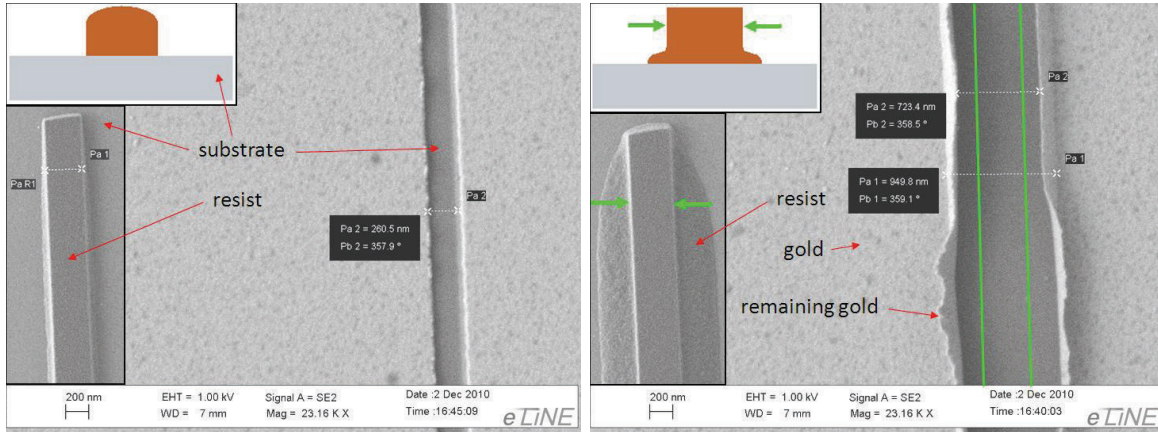 Pa 1
Pa R1
substrate
resist
Pa 2
Pa 2 = 260.5 nm
Pb 2 = 357.9 °
200 nm
EHT = 1.00 kV
WD = 7 mm
Signal A = SE2
Mag = 23.16 K X
Date :2 Dec 2010
Time :16:45:09
eLiNE
Pa 2
Pa 2 = 723.4 nm
Pb 2 = 358.5 °
Pa 1
Pa 1 = 949.8 nm
Pb 1 = 359.1 °
resist
gold
remaining gold
200 nm
EHT = 1.00 kV
WD = 7 mm
Signal A = SE2
Mag = 23.16 K X
Date :2 Dec 2010
Time :16:40:03
eLiNE